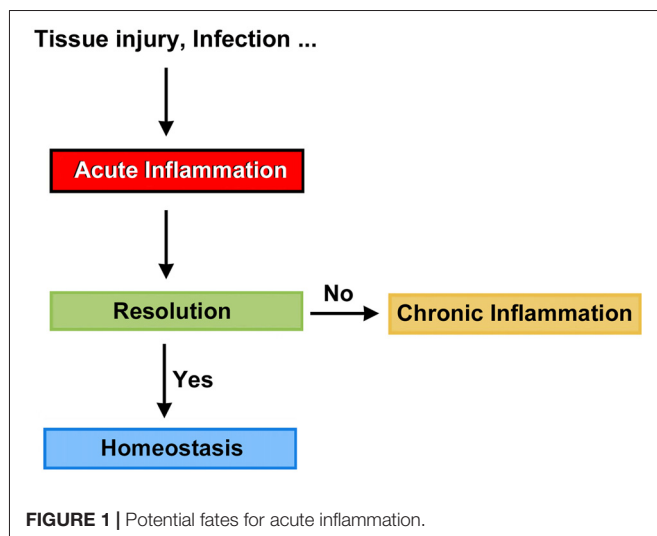 Tissue injury, Infection ...
Acute Inflammation
Resolution
No
Chronic Inflammation
Yes
Homeostasis
FIGURE 1 | Potential fates for acute inflammation.